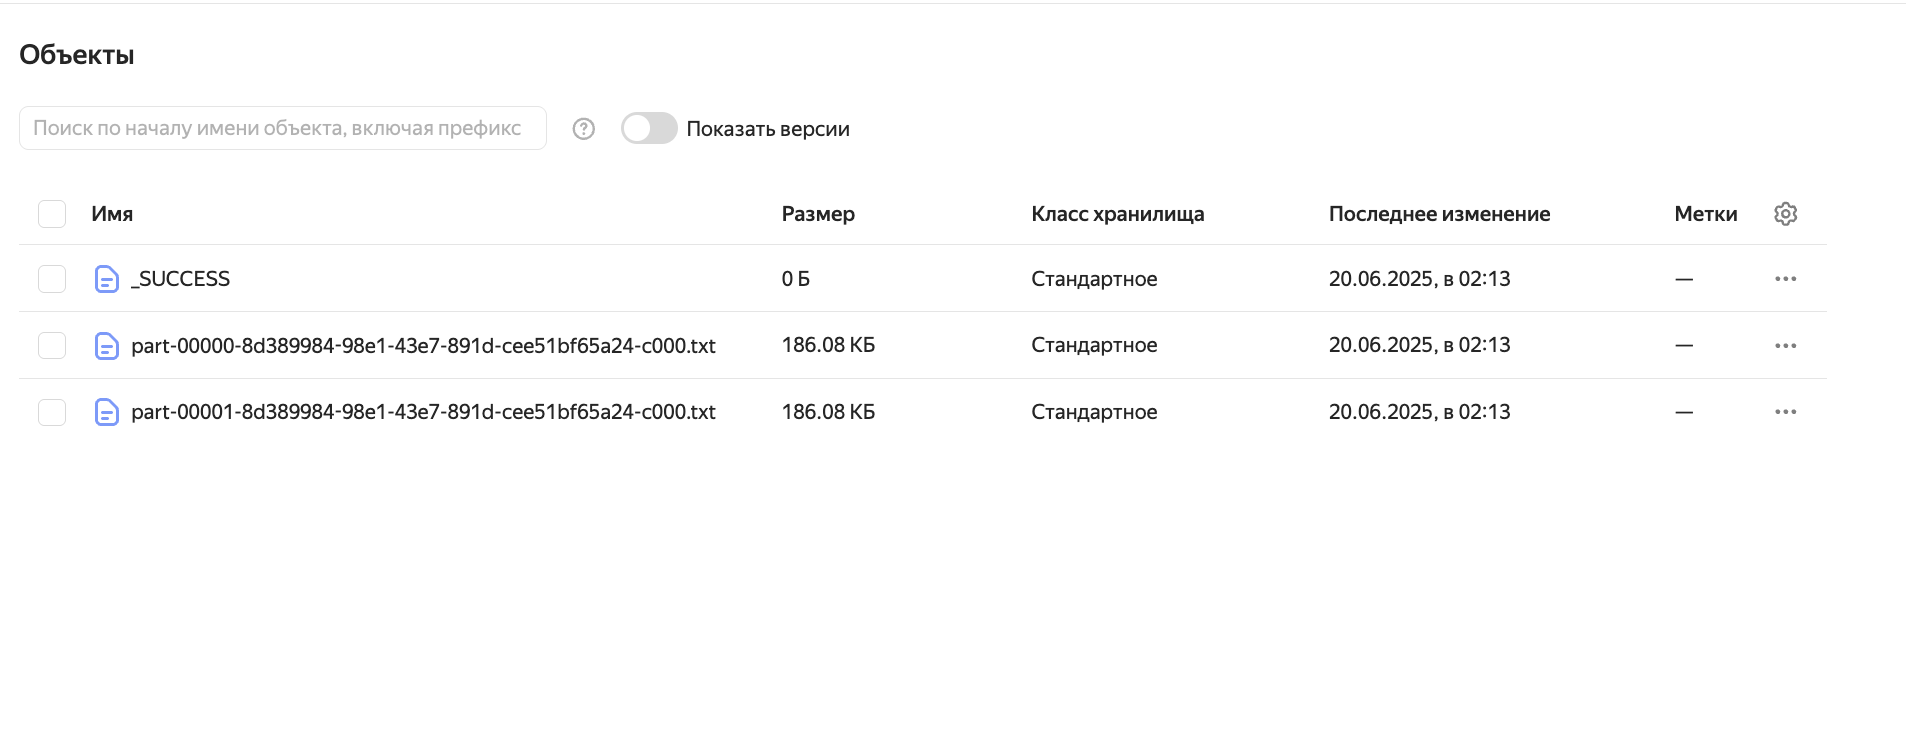 Объекты
Поиск по началу имени объекта, включая префикс
Показать версии
Имя Размер Класс хранилища Последнее изменение Метки
_SUCCESS 0 Б Стандартное 20.06.2025, в 02:13 —
part-00000-8d389984-98e1-43e7-891d-cee51bf65a24-c000.txt 186.08 КБ Стандартное 20.06.2025, в 02:13 —
part-00001-8d389984-98e1-43e7-891d-cee51bf65a24-c000.txt 186.08 КБ Стандартное 20.06.2025, в 02:13 —